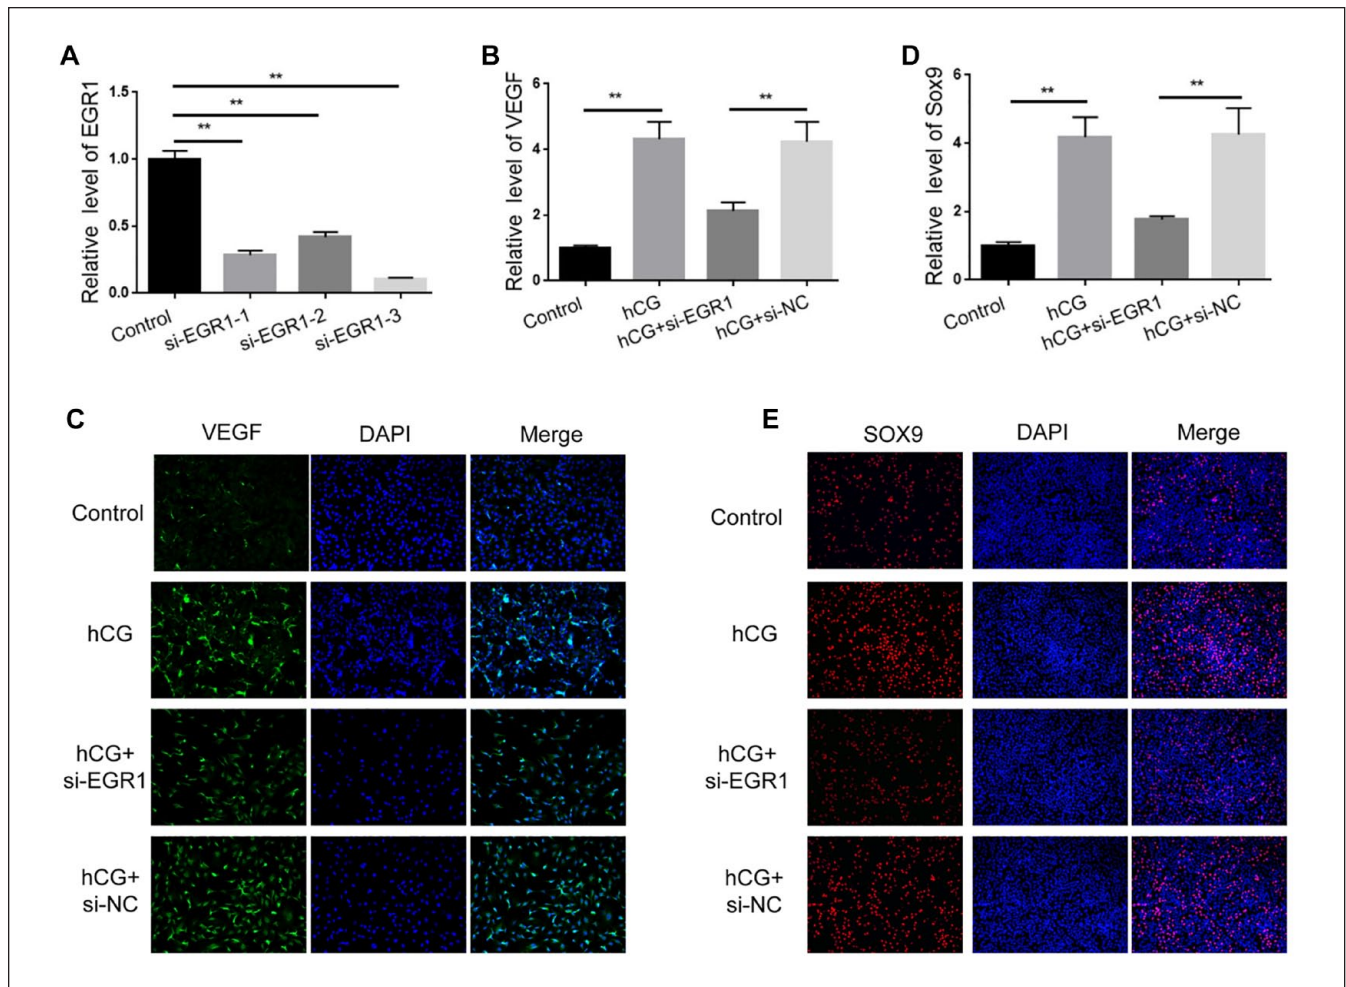 A
Relative level of EGR1
1.5
1.0
0.5
0.0
**
**
**
Control
si-EGR1-1
si-EGR1-2
si-EGR1-3
B
Relative level of VEGF
6
4
2
0
**
**
Control
hCG
hCG+si-EGR1
hCG+si-NC
D
Relative level of Sox9
6
4
2
0
**
**
Control
hCG
hCG+si-EGR1
hCG+si-NC
C
VEGF DAPI Merge
Control
hCG
hCG+
si-EGR1
hCG+
si-NC
E
SOX9 DAPI Merge
Control
hCG
hCG+
si-EGR1
hCG+
si-NC